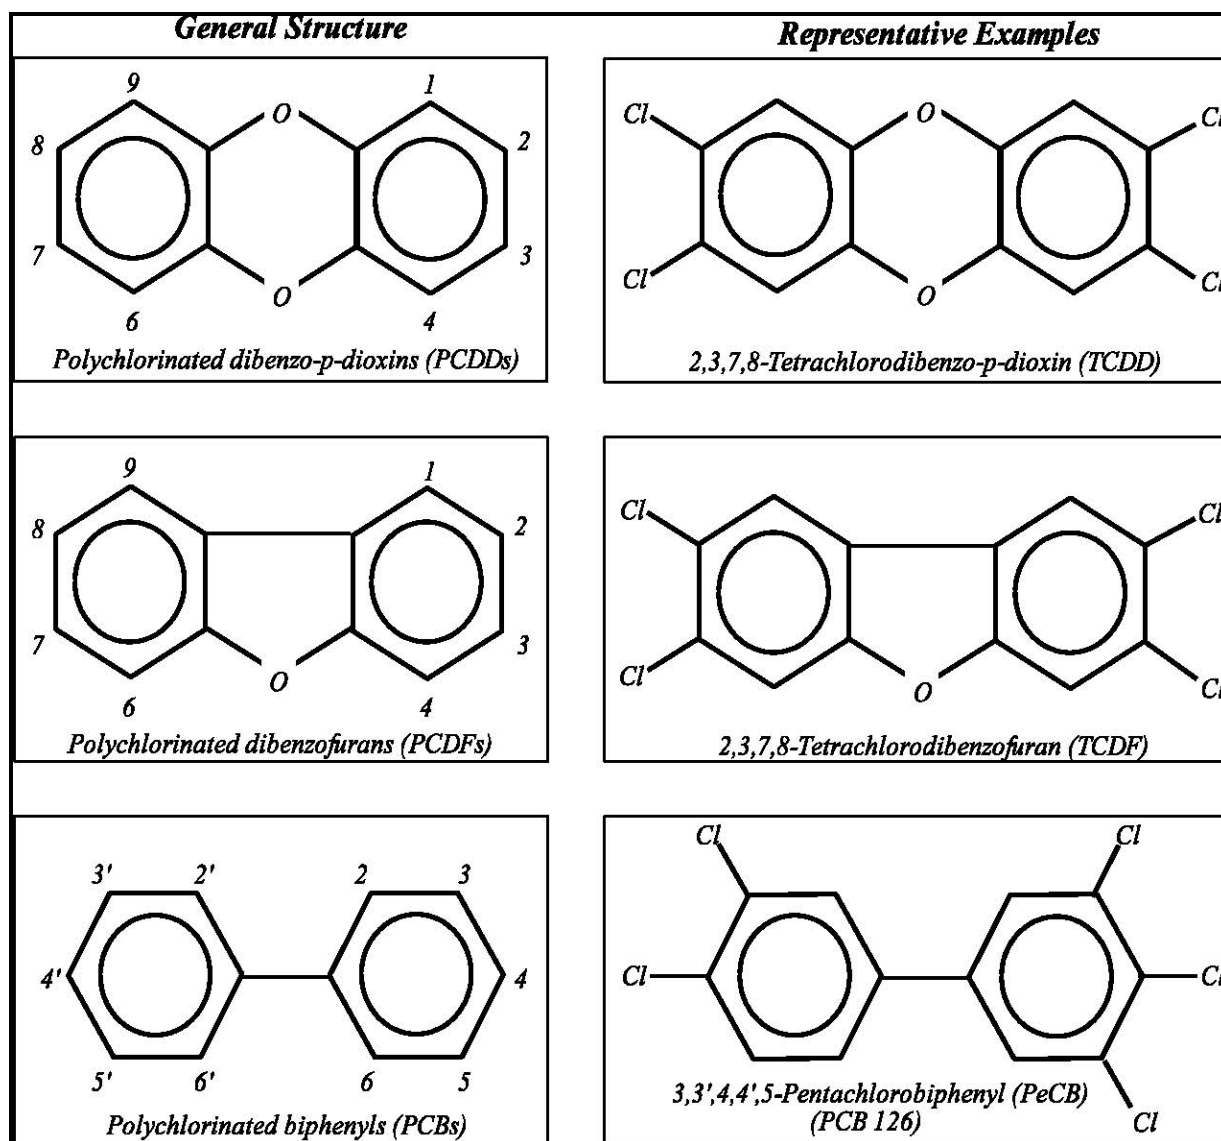 General Structure
Representative Examples
9
O
1
8
2
7
3
6
O
4
Polychlorinated dibenzo-p-dioxins (PCDDs)
Cl
O
Cl
Cl
O
Cl
2,3,7,8-Tetrachlorodibenzo-p-dioxin (TCDD)
9
1
8
2
7
3
6
O
4
Polychlorinated dibenzofurans (PCDFs)
Cl
Cl
Cl
O
Cl
2,3,7,8-Tetrachlorodibenzofuran (TCDF)
3'
2'
2
3
4'
4
5'
6'
6
5
Polychlorinated biphenyls (PCBs)
Cl
Cl
Cl
Cl
Cl
3,3',4,4',5-Pentachlorobiphenyl (PeCB)
(PCB 126)